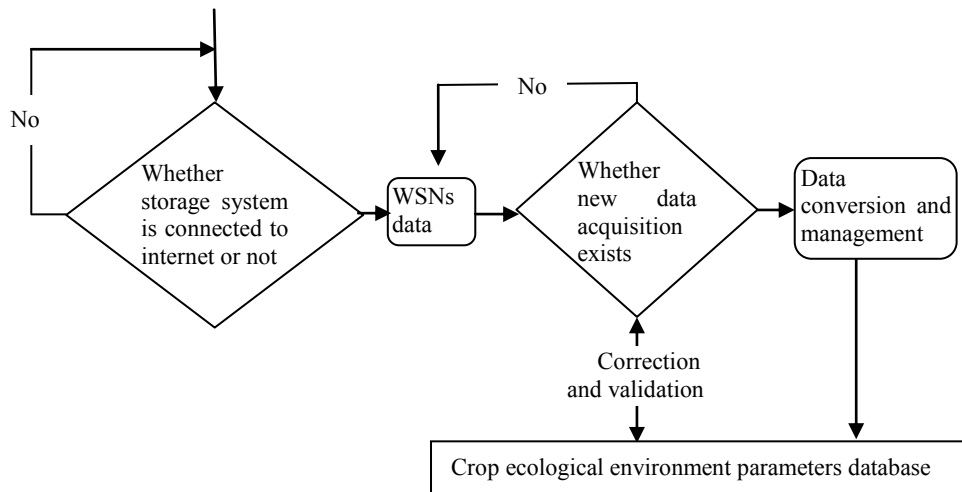 No
Whether
storage system
is connected to
internet or not
WSNs
data
No
Whether
new data
acquisition
exists
Data
conversion and
management
Correction
and validation
Crop ecological environment parameters database